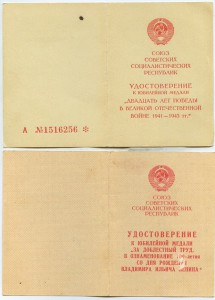 СОЮЗ
СОВЕТСКИХ
СОЦИАЛИСТИЧЕСКИХ
РЕСПУБЛИК
УДОСТОВЕРЕНИЕ
К ЮБИЛЕЙНОЙ МЕДАЛИ
„ДВАДЦАТЬ ЛЕТ ПОБЕДЫ
В ВЕЛИКОЙ ОТЕЧЕСТВЕННОЙ
ВОЙНЕ 1941—1945 гг.“
А №1516256 ✻
СОЮЗ
СОВЕТСКИХ
СОЦИАЛИСТИЧЕСКИХ
РЕСПУБЛИК
УДОСТОВЕРЕНИЕ
К ЮБИЛЕЙНОЙ МЕДАЛИ
„ЗА ДОБЛЕСТНЫЙ ТРУД.
В ОЗНАМЕНОВАНИЕ -ЛЕТИЯ
СО ДНЯ РОЖДЕНИЯ
ВЛАДИМИРА ИЛЬИЧА ЛЕНИНА“